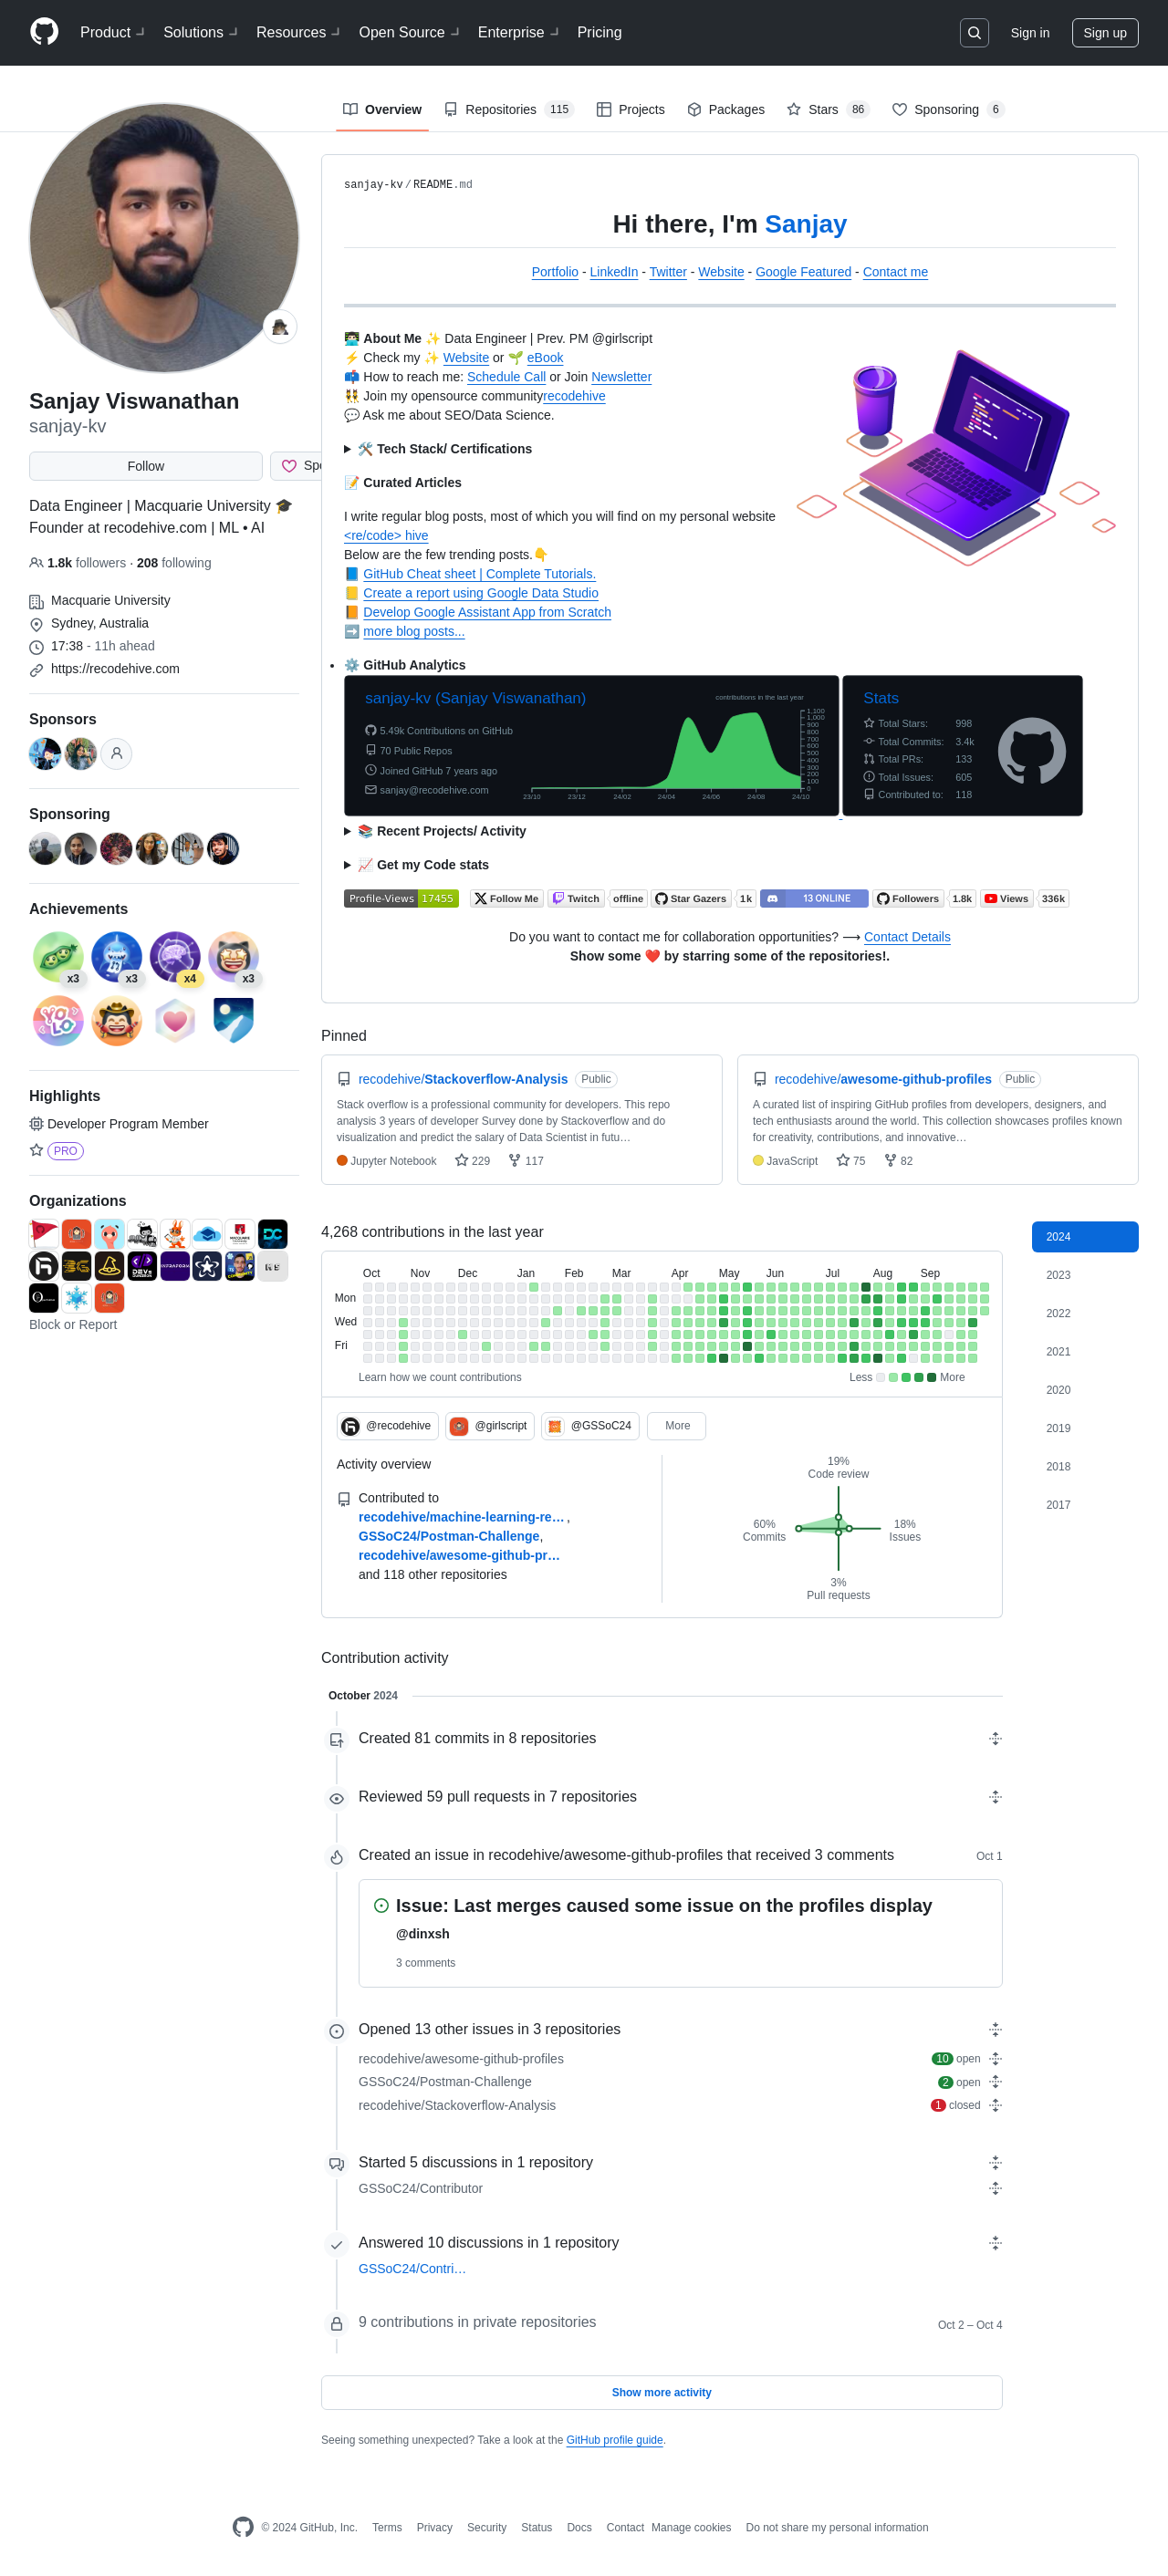 Product Solutions Resources Open Source Enterprise Pricing Sign in Sign up
Overview Repositories 115 Projects Packages Stars 86 Sponsoring 6
Sanjay Viswanathan
sanjay-kv
Follow Spo
Data Engineer | Macquarie University 🎓
Founder at recodehive.com | ML • AI
1.8k followers · 208 following
Macquarie University
Sydney, Australia
17:38 - 11h ahead
https://recodehive.com
Sponsors
Sponsoring
Achievements
x3 x3 x4 x3
YOLO
Highlights
Developer Program Member
PRO
Organizations
Block or Report
sanjay-kv/README.md
Hi there, I'm Sanjay
Portfolio - LinkedIn - Twitter - Website - Google Featured - Contact me
👨🏻‍💻 About Me ✨ Data Engineer | Prev. PM @girlscript
⚡ Check my ✨ Website or 🌱 eBook
📫 How to reach me: Schedule Call or Join Newsletter
👯 Join my opensource communityrecodehive
💬 Ask me about SEO/Data Science.
🛠️ Tech Stack/ Certifications
📝 Curated Articles
I write regular blog posts, most of which you will find on my personal website
<re/code> hive
Below are the few trending posts.👇
📘 GitHub Cheat sheet | Complete Tutorials.
📒 Create a report using Google Data Studio
📙 Develop Google Assistant App from Scratch
➡️ more blog posts...
• ⚙️ GitHub Analytics
sanjay-kv (Sanjay Viswanathan)
contributions in the last year
5.49k Contributions on GitHub
70 Public Repos
Joined GitHub 7 years ago
sanjay@recodehive.com
1,100
1,000
900
800
700
600
500
400
300
200
100
0
23/10 23/12 24/02 24/04 24/06 24/08 24/10
Stats
Total Stars: 998
Total Commits: 3.4k
Total PRs: 133
Total Issues: 605
Contributed to: 118
📚 Recent Projects/ Activity
📈 Get my Code stats
Profile-Views 17455 Follow Me Twitch offline Star Gazers 1k 13 ONLINE Followers 1.8k Views 336k
Do you want to contact me for collaboration opportunities? ⟶ Contact Details
Show some ❤️ by starring some of the repositories!.
Pinned
recodehive/Stackoverflow-Analysis Public
Stack overflow is a professional community for developers. This repo
analysis 3 years of developer Survey done by Stackoverflow and do
visualization and predict the salary of Data Scientist in futu…
Jupyter Notebook 229 117
recodehive/awesome-github-profiles Public
A curated list of inspiring GitHub profiles from developers, designers, and
tech enthusiasts around the world. This collection showcases profiles known
for creativity, contributions, and innovative…
JavaScript 75 82
4,268 contributions in the last year
Oct Nov Dec Jan Feb Mar Apr May Jun Jul Aug Sep
Mon
Wed
Fri
Learn how we count contributions Less More
@recodehive @girlscript @GSSoC24 More
Activity overview
Contributed to
recodehive/machine-learning-re… ,
GSSoC24/Postman-Challenge,
recodehive/awesome-github-pr…
and 118 other repositories
19%
Code review
60%
Commits
18%
Issues
3%
Pull requests
2024
2023
2022
2021
2020
2019
2018
2017
Contribution activity
October 2024
Created 81 commits in 8 repositories
Reviewed 59 pull requests in 7 repositories
Created an issue in recodehive/awesome-github-profiles that received 3 comments Oct 1
Issue: Last merges caused some issue on the profiles display
@dinxsh
3 comments
Opened 13 other issues in 3 repositories
recodehive/awesome-github-profiles 10 open
GSSoC24/Postman-Challenge 2 open
recodehive/Stackoverflow-Analysis 1 closed
Started 5 discussions in 1 repository
GSSoC24/Contributor
Answered 10 discussions in 1 repository
GSSoC24/Contri…
9 contributions in private repositories Oct 2 – Oct 4
Show more activity
Seeing something unexpected? Take a look at the GitHub profile guide.
© 2024 GitHub, Inc. Terms Privacy Security Status Docs Contact Manage cookies Do not share my personal information